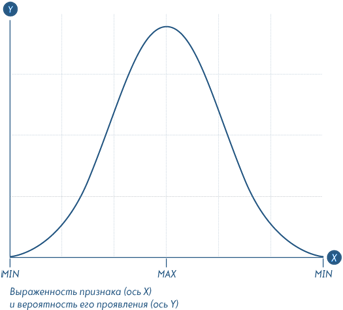 Y
X
MIN MAX MIN
Выраженность признака (ось X)
и вероятность его проявления (ось Y)